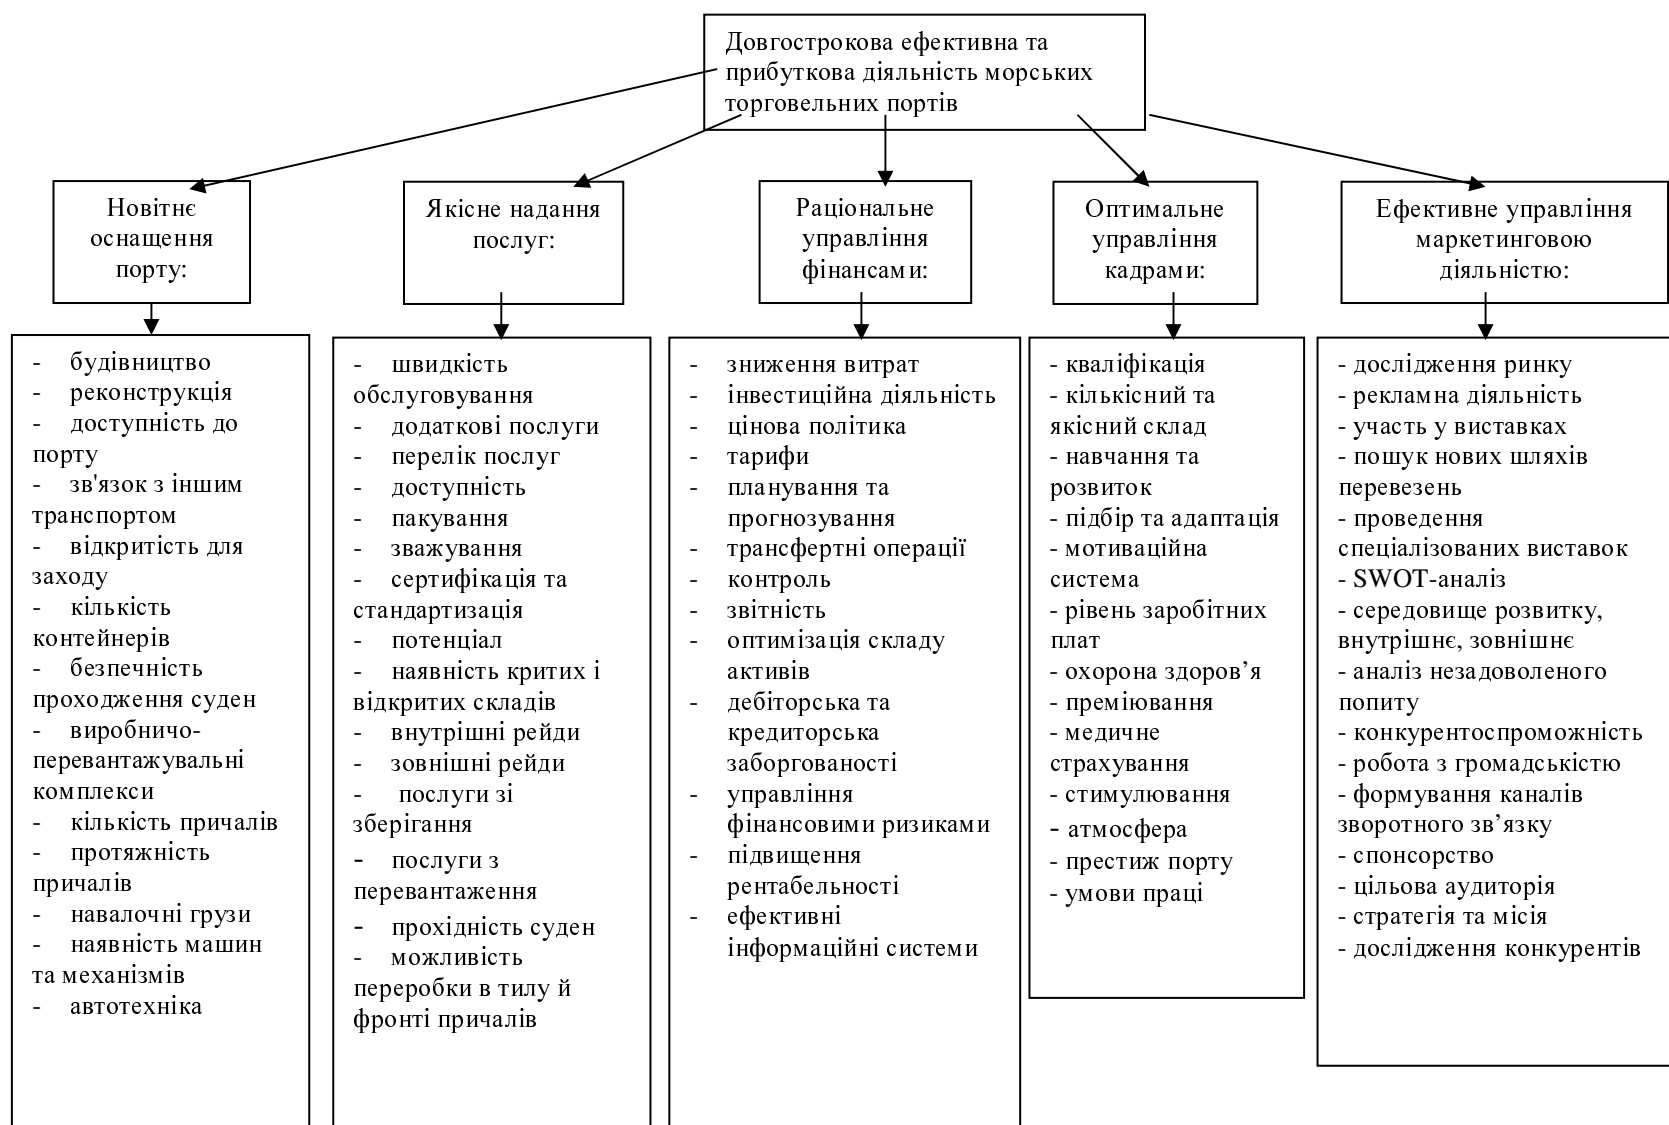 Довгострокова ефективна та
прибуткова діяльність морських
торговельних портів
Новітнє
оснащення
порту:
Якісне надання
послуг:
Раціональне
управління
фінансами:
Оптимальне
управління
кадрами:
Ефективне управління
маркетинговою
діяльністю:
- будівництво
- реконструкція
- доступність до
порту
- зв'язок з іншим
транспортом
- відкритість для
заходу
- кількість
контейнерів
- безпечність
проходження суден
- виробничо-
перевантажувальні
комплекси
- кількість причалів
- протяжність
причалів
- навалочні грузи
- наявність машин
та механізмів
- автотехніка
- швидкість
обслуговування
- додаткові послуги
- перелік послуг
- доступність
- пакування
- зважування
- сертифікація та
стандартизація
- потенціал
- наявність критих і
відкритих складів
- внутрішні рейди
- зовнішні рейди
- послуги зі
зберігання
- послуги з
перевантаження
- прохідність суден
- можливість
переробки в тилу й
фронті причалів
- зниження витрат
- інвестиційна діяльність
- цінова політика
- тарифи
- планування та
прогнозування
- трансфертні операції
- контроль
- звітність
- оптимізація складу
активів
- дебіторська та
кредиторська
заборгованості
- управління
фінансовими ризиками
- підвищення
рентабельності
- ефективні
інформаційні системи
- кваліфікація
- кількісний та
якісний склад
- навчання та
розвиток
- підбір та адаптація
- мотиваційна
система
- рівень заробітних
плат
- охорона здоров’я
- преміювання
- медичне
страхування
- стимулювання
- атмосфера
- престиж порту
- умови праці
- дослідження ринку
- рекламна діяльність
- участь у виставках
- пошук нових шляхів
перевезень
- проведення
спеціалізованих виставок
- SWOT-аналіз
- середовище розвитку,
внутрішнє, зовнішнє
- аналіз незадоволеного
попиту
- конкурентоспроможність
- робота з громадськістю
- формування каналів
зворотного зв’язку
- спонсорство
- цільова аудиторія
- стратегія та місія
- дослідження конкурентів